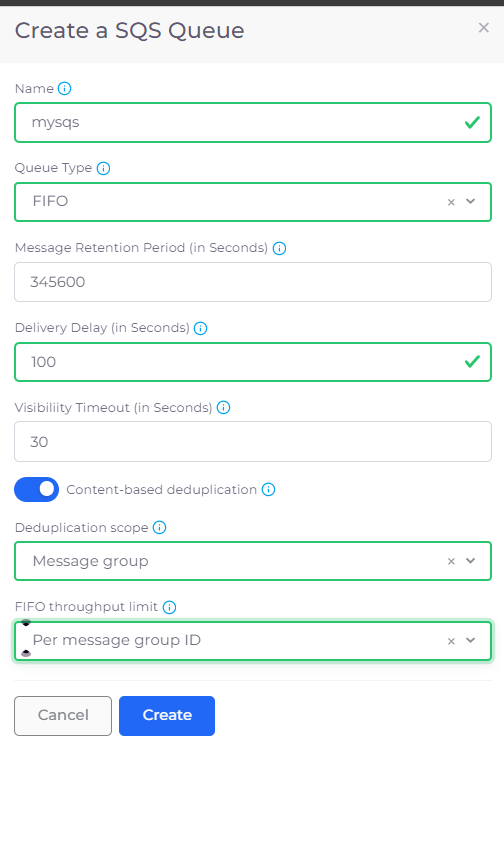 Create a SQS Queue
Name
mysqs
Queue Type
FIFO
Message Retention Period (in Seconds)
345600
Delivery Delay (in Seconds)
100
Visibiliity Timeout (in Seconds)
30
Content-based deduplication
Deduplication scope
Message group
FIFO throughput limit
Per message group ID
Cancel Create